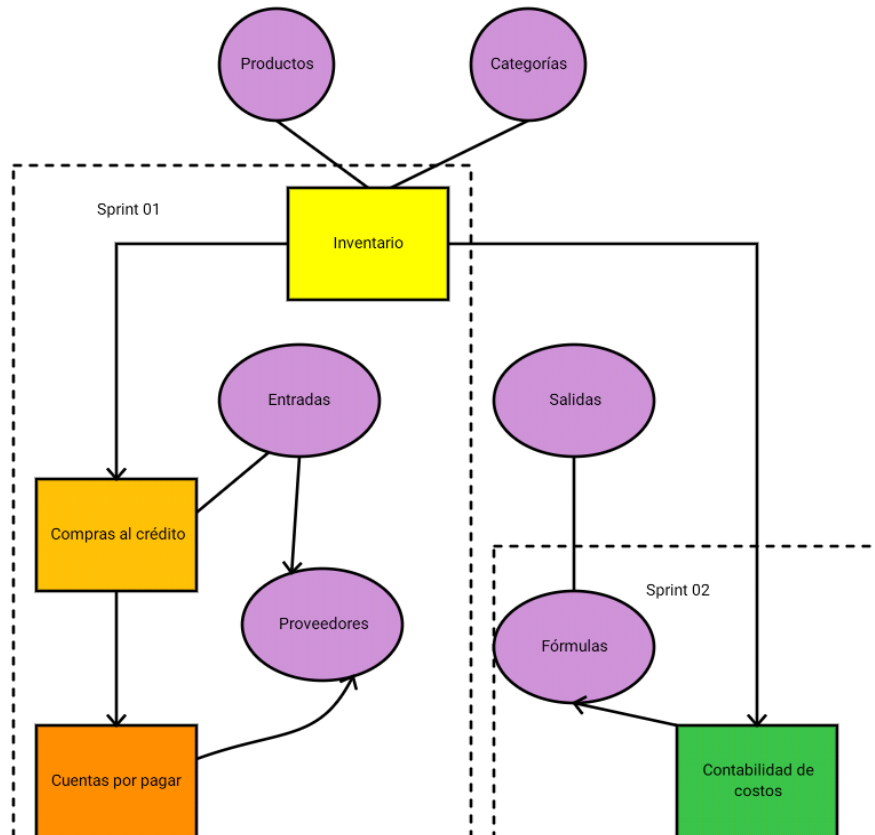 Productos
Categorías
Sprint 01
Inventario
Entradas
Salidas
Compras al crédito
Sprint 02
Proveedores
Fórmulas
Cuentas por pagar
Contabilidad de
costos